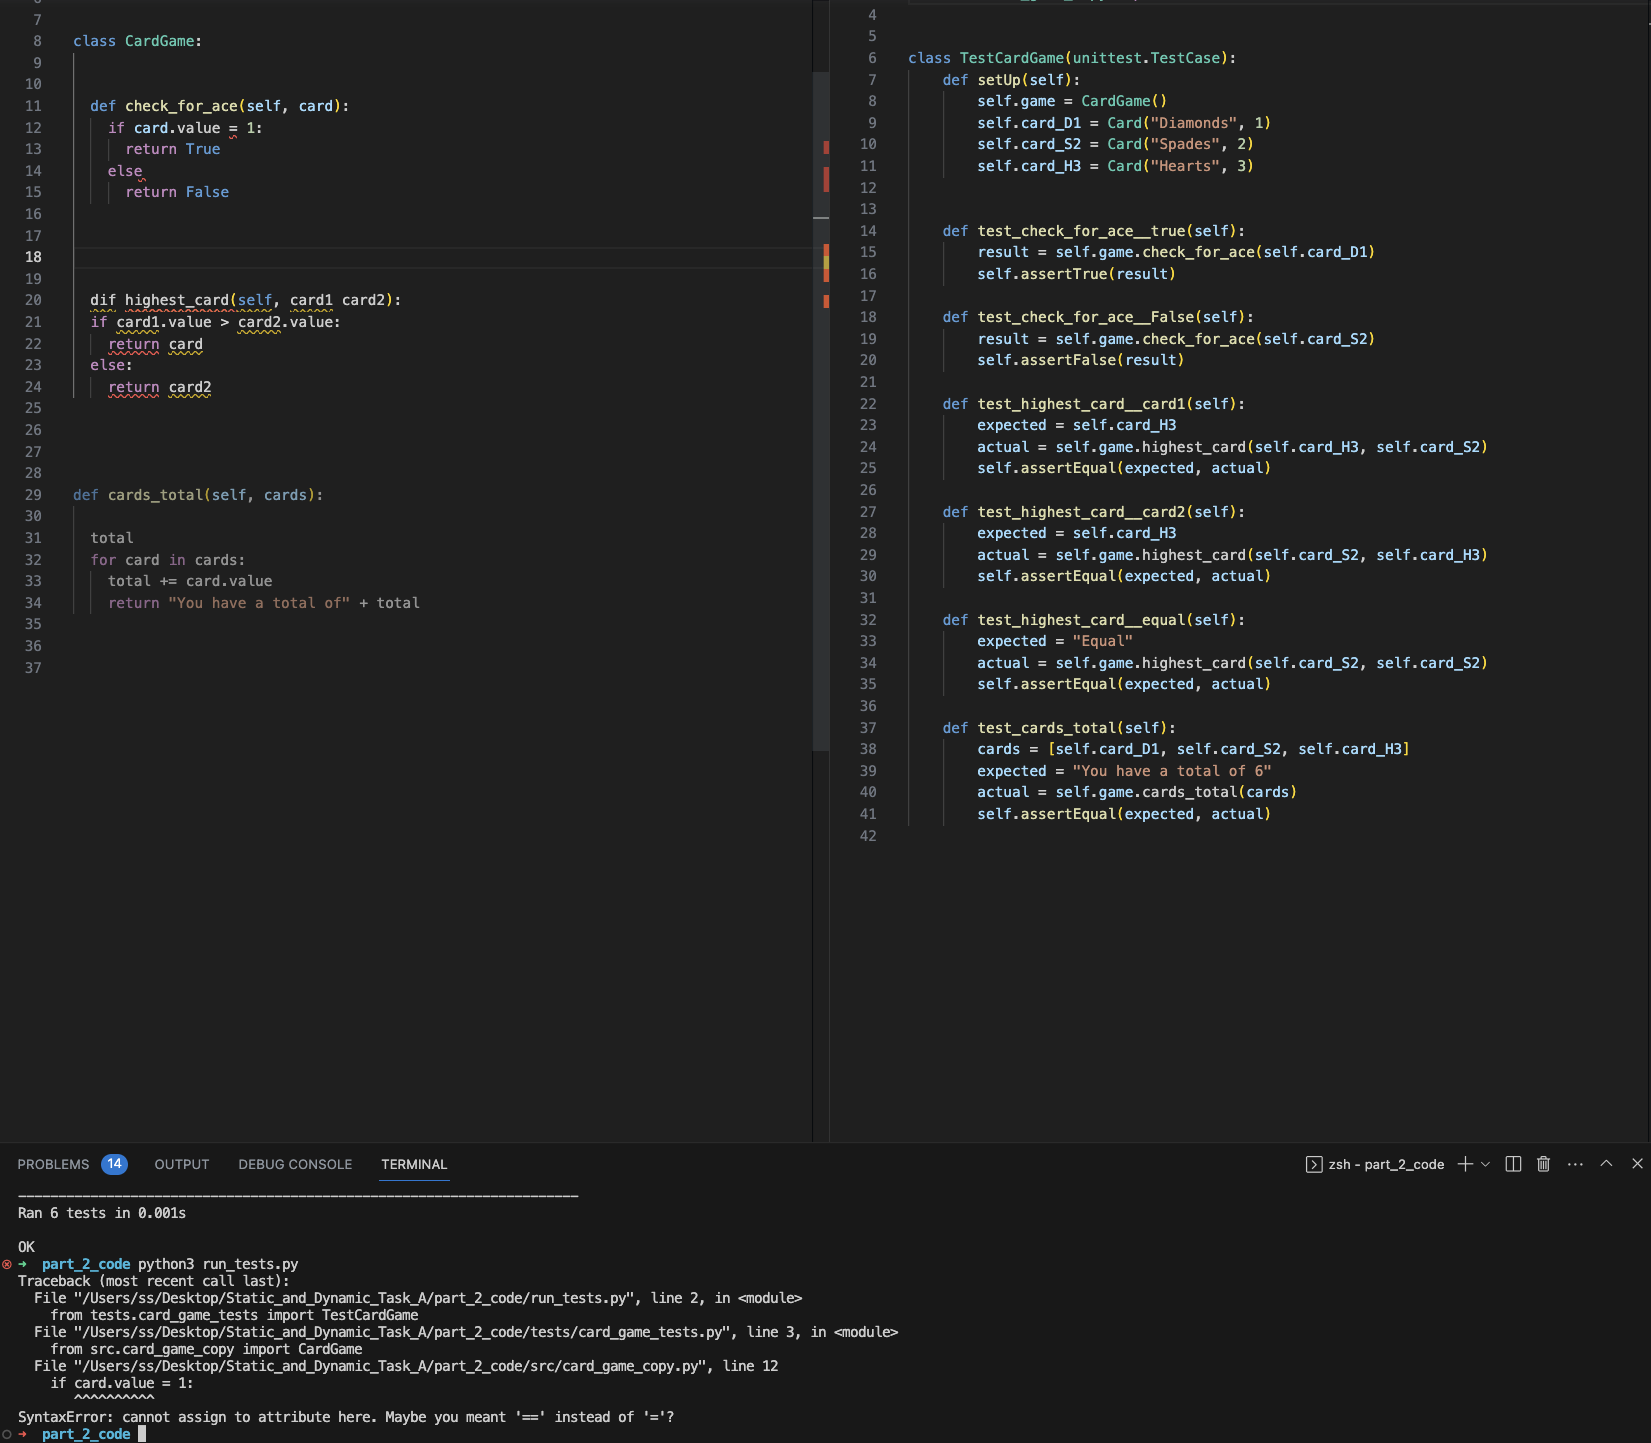 7
8 class CardGame:
9
10
11 def check_for_ace(self, card):
12 if card.value = 1:
13 return True
14 else
15 return False
16
17
18
19
20 dif highest_card(self, card1 card2):
21 if card1.value > card2.value:
22 return card
23 else:
24 return card2
25
26
27
28
29 def cards_total(self, cards):
30
31 total
32 for card in cards:
33 total += card.value
34 return "You have a total of" + total
35
36
37
4
5
6 class TestCardGame(unittest.TestCase):
7 def setUp(self):
8 self.game = CardGame()
9 self.card_D1 = Card("Diamonds", 1)
10 self.card_S2 = Card("Spades", 2)
11 self.card_H3 = Card("Hearts", 3)
12
13
14 def test_check_for_ace__true(self):
15 result = self.game.check_for_ace(self.card_D1)
16 self.assertTrue(result)
17
18 def test_check_for_ace__False(self):
19 result = self.game.check_for_ace(self.card_S2)
20 self.assertFalse(result)
21
22 def test_highest_card__card1(self):
23 expected = self.card_H3
24 actual = self.game.highest_card(self.card_H3, self.card_S2)
25 self.assertEqual(expected, actual)
26
27 def test_highest_card__card2(self):
28 expected = self.card_H3
29 actual = self.game.highest_card(self.card_S2, self.card_H3)
30 self.assertEqual(expected, actual)
31
32 def test_highest_card__equal(self):
33 expected = "Equal"
34 actual = self.game.highest_card(self.card_S2, self.card_S2)
35 self.assertEqual(expected, actual)
36
37 def test_cards_total(self):
38 cards = [self.card_D1, self.card_S2, self.card_H3]
39 expected = "You have a total of 6"
40 actual = self.game.cards_total(cards)
41 self.assertEqual(expected, actual)
42
PROBLEMS 14 OUTPUT DEBUG CONSOLE TERMINAL zsh - part_2_code
----------------------------------------------------------------------
Ran 6 tests in 0.001s
OK
➜ part_2_code python3 run_tests.py
Traceback (most recent call last):
File "/Users/ss/Desktop/Static_and_Dynamic_Task_A/part_2_code/run_tests.py", line 2, in <module>
from tests.card_game_tests import TestCardGame
File "/Users/ss/Desktop/Static_and_Dynamic_Task_A/part_2_code/tests/card_game_tests.py", line 3, in <module>
from src.card_game_copy import CardGame
File "/Users/ss/Desktop/Static_and_Dynamic_Task_A/part_2_code/src/card_game_copy.py", line 12
if card.value = 1:
^^^^^^^^^^
SyntaxError: cannot assign to attribute here. Maybe you meant '==' instead of '='?
➜ part_2_code